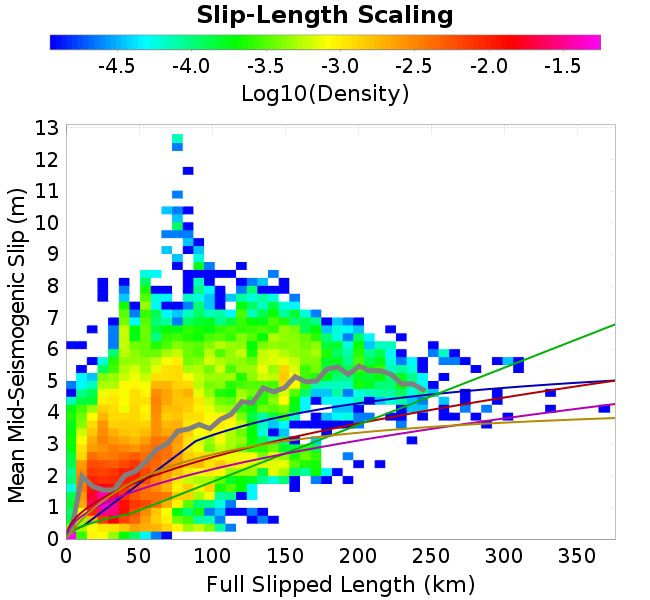 Slip-Length Scaling
-4.5 -4.0 -3.5 -3.0 -2.5 -2.0 -1.5
Log10(Density)
13
12
11
10
9
8
7
6
5
4
3
2
1
0
Mean Mid-Seismogenic Slip (m)
0 50 100 150 200 250 300 350
Full Slipped Length (km)